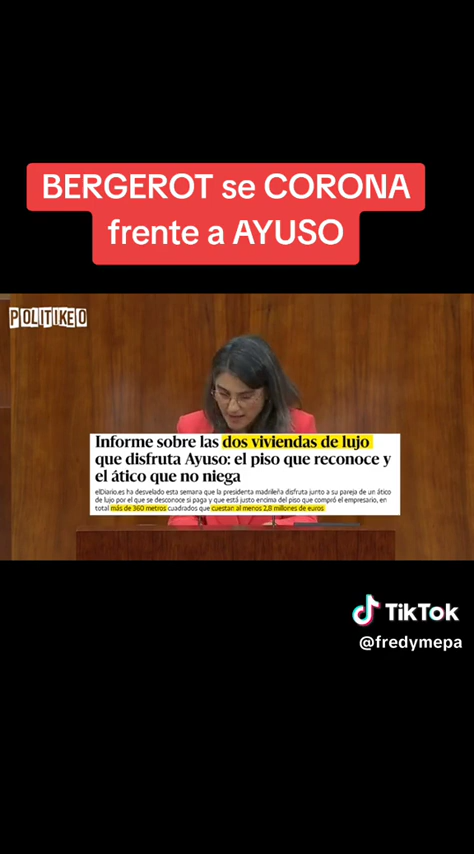 BERGEROT se CORONA
frente a AYUSO
POLITIKEO
Informe sobre las dos viviendas de lujo
que disfruta Ayuso: el piso que reconoce y
el ático que no niega
elDiario.es ha desvelado esta semana que la presidenta madrileña disfruta junto a su pareja de un ático
de lujo por el que se desconoce si paga y que está justo encima del piso que compró el empresario, en
total más de 360 metros cuadrados que cuestan al menos 2,8 millones de euros
TikTok
@fredymepa